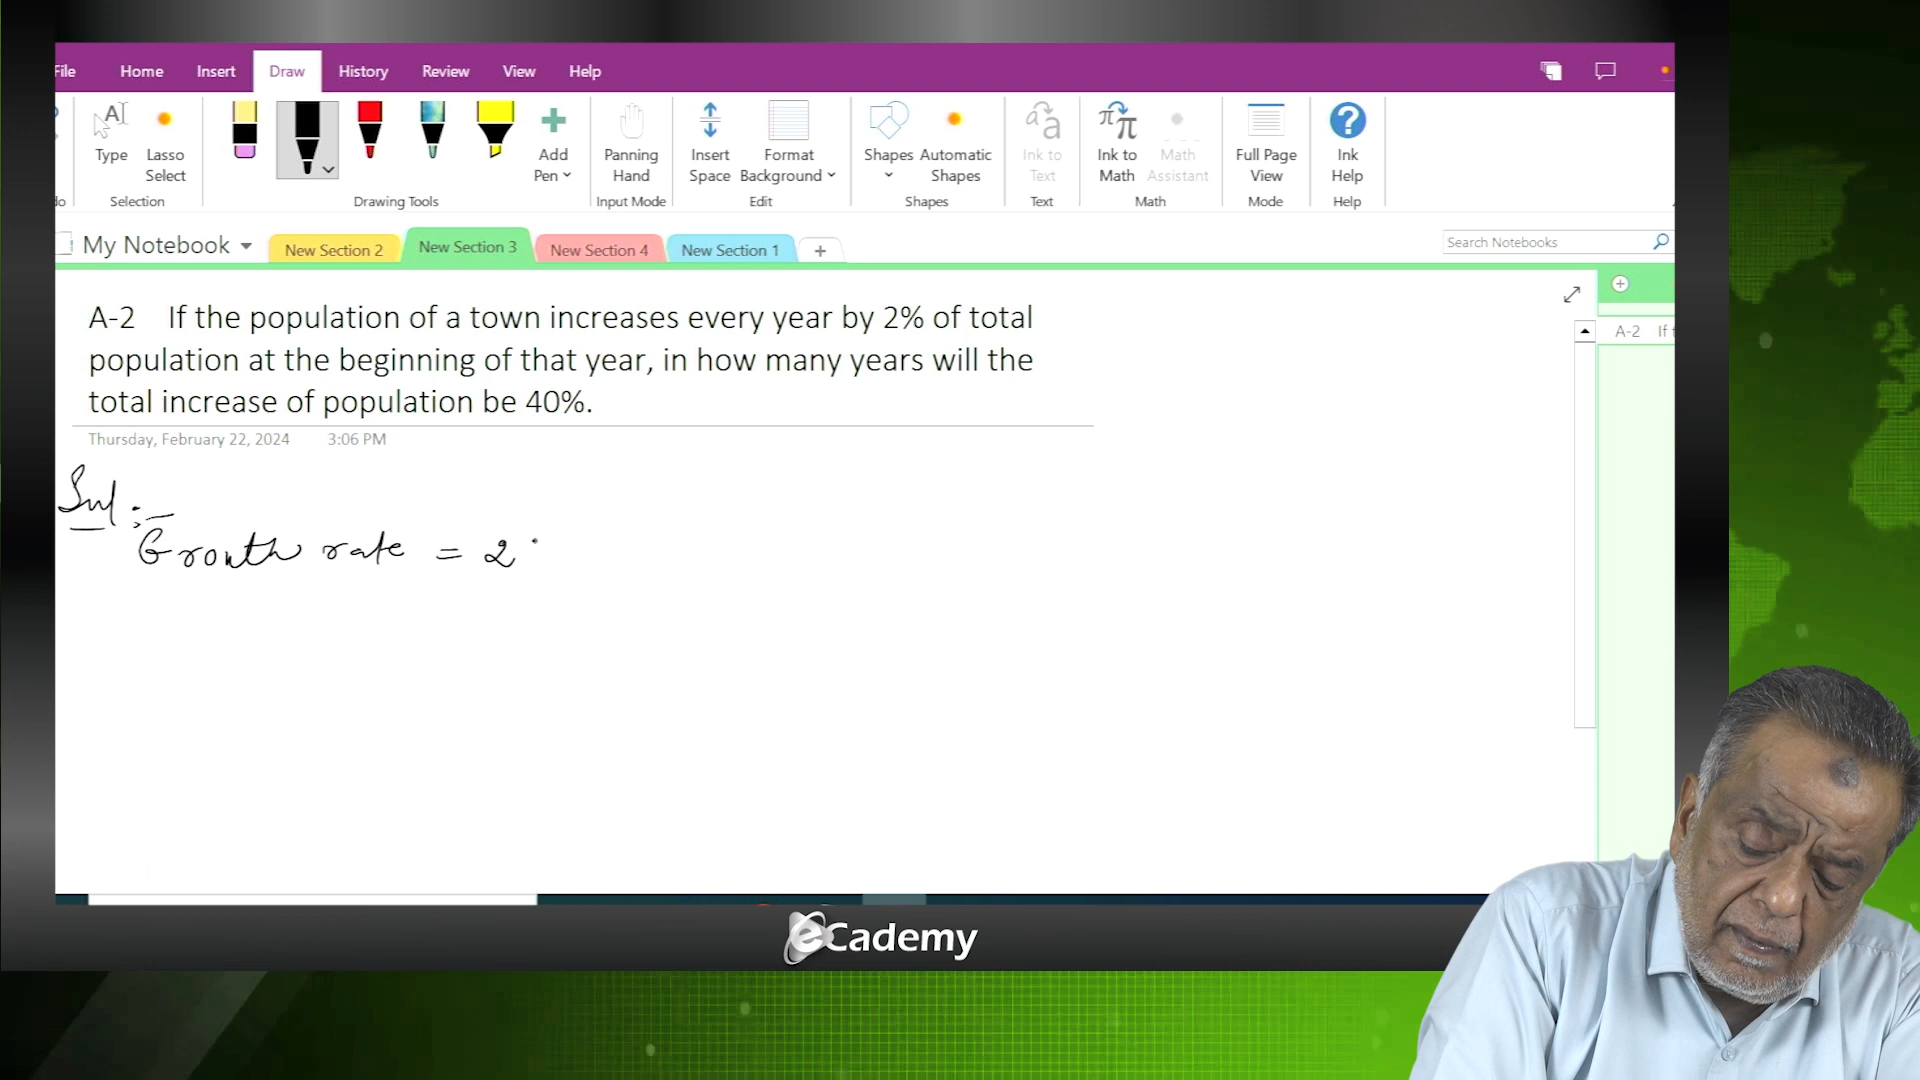 File Home Insert Draw History Review View Help
Type Lasso Select Add Pen Panning Hand Insert Space Format Background Shapes Automatic Shapes Ink to Text Ink to Math Math Assistant Full Page View Ink Help
Selection Drawing Tools Input Mode Edit Shapes Text Math Mode Help
My Notebook New Section 2 New Section 3 New Section 4 New Section 1 + Search Notebooks
A-2 If the population of a town increases every year by 2% of total
population at the beginning of that year, in how many years will the
total increase of population be 40%.
A-2 If t
Thursday, February 22, 2024 3:06 PM
Sol :-
Growth rate = 2
eCademy